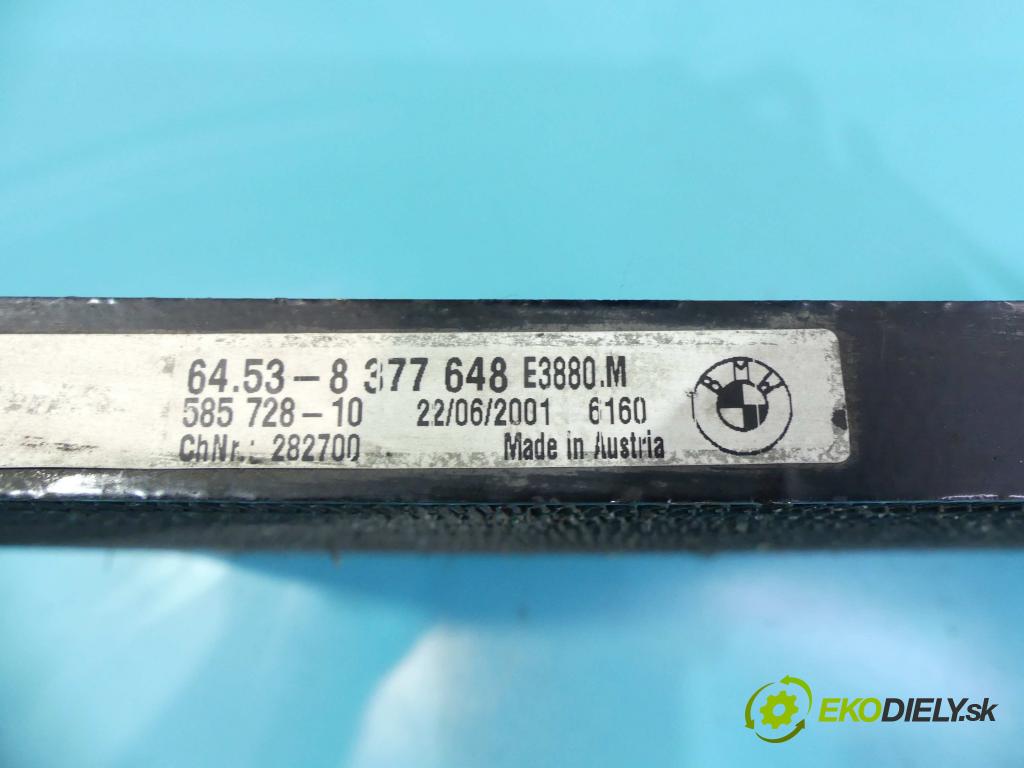 64.53-8 377 648 E3880.M
585 728-10 22/06/2001 6160
ChNr.: 282700 Made in Austria
BMW
EKODIELY.sk